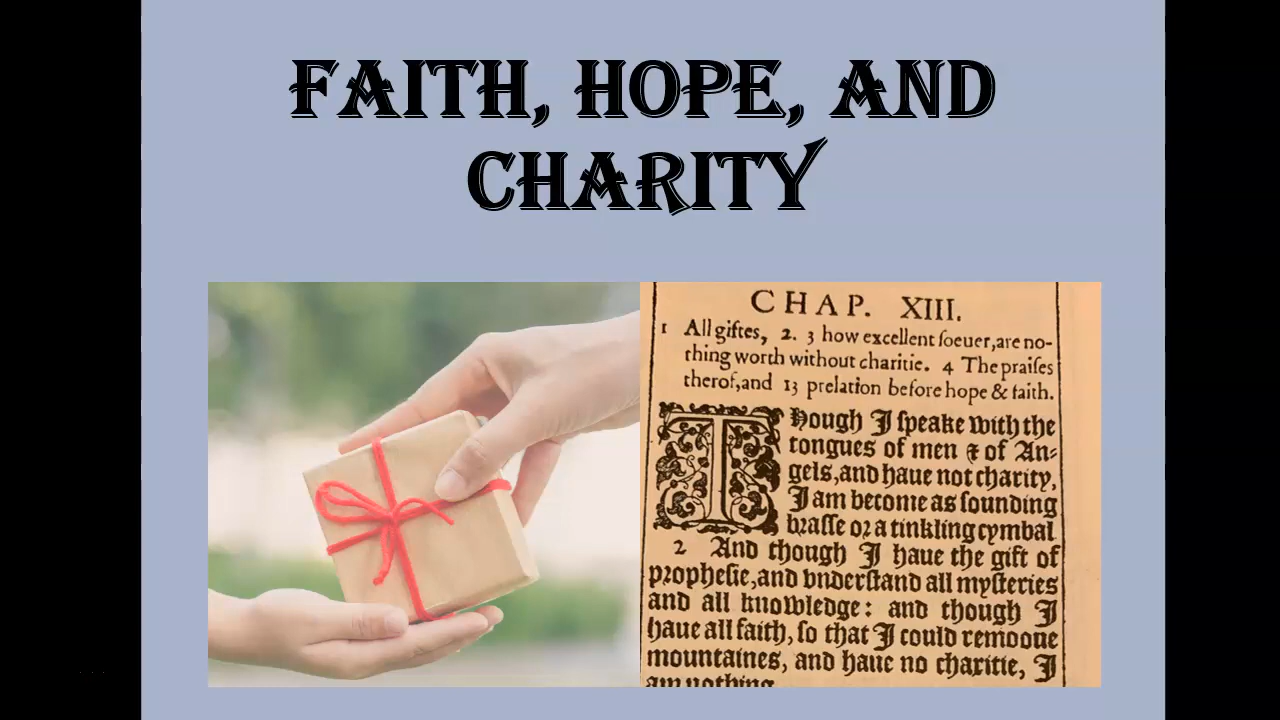 FAITH, HOPE, AND
CHARITY
CHAP. XIII.
1 All giftes, 2. 3 how excellent ſoeuer, are no-
thing worth without charitie. 4 The praiſes
therof, and 13 prelation before hope & faith.
Though I ſpeake with the
tongues of men & of An-
gels, and haue not charity,
I am become as ſounding
braſſe or a tinkling cymbal
2 And though I haue the gift of
propheſie, and vnderſtand all myſteries
and all knowledge: and though I
haue all faith, ſo that I could remooue
mountaines, and haue no charitie, I
am nothing